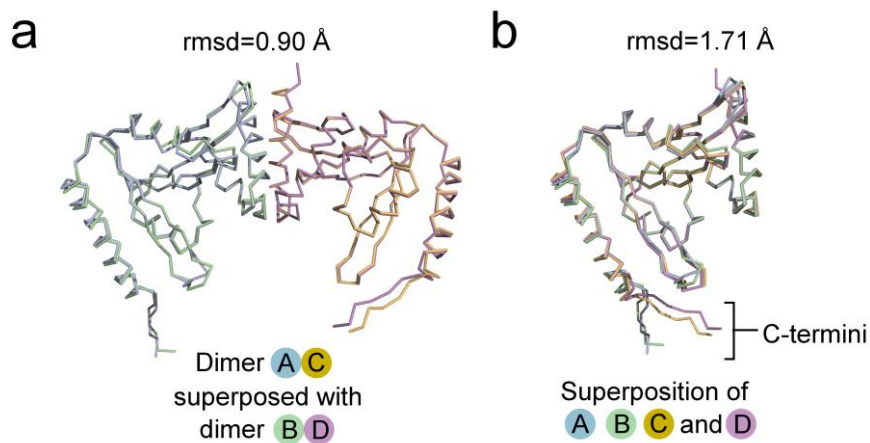 a
rmsd=0.90 Å
Dimer A C
superposed with
dimer B D
b
rmsd=1.71 Å
C-termini
Superposition of
A B C and D